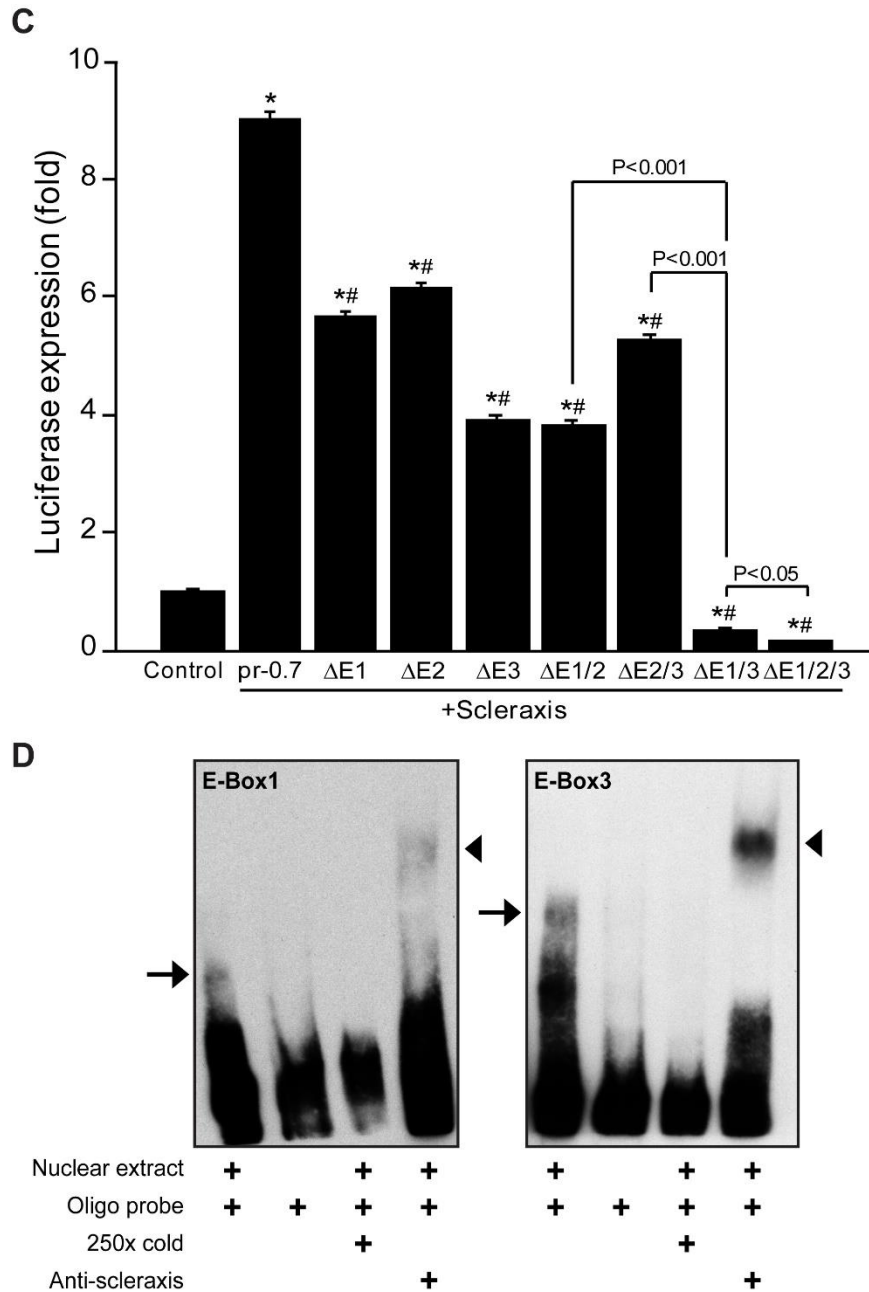 C
Luciferase expression (fold)
10
8
6
4
2
0
*
*#
*#
*#
*#
*#
*#
*#
P<0.001
P<0.001
P<0.05
Control pr-0.7 ΔE1 ΔE2 ΔE3 ΔE1/2 ΔE2/3 ΔE1/3 ΔE1/2/3
+Scleraxis
D
E-Box1 E-Box3
Nuclear extract + + + + + +
Oligo probe + + + + + + + +
250x cold + +
Anti-scleraxis + +